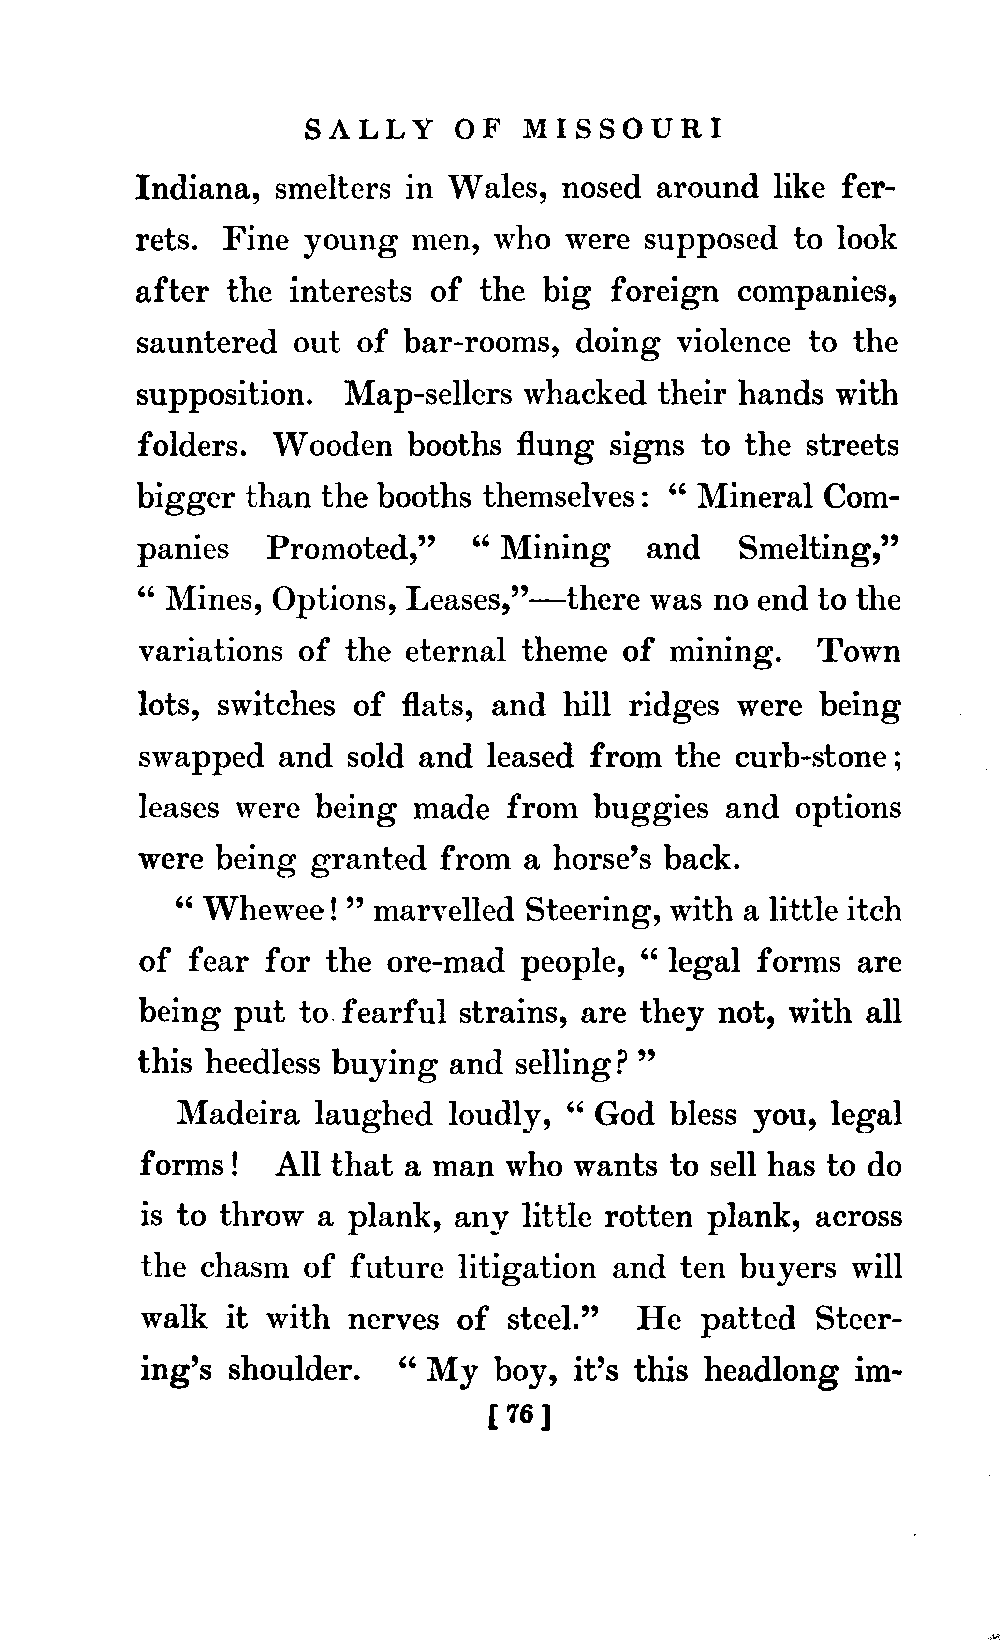 SALLY OF MISSOURI
Indiana, smelters in Wales, nosed around like fer-
rets. Fine young men, who were supposed to look
after the interests of the big foreign companies,
sauntered out of bar-rooms, doing violence to the
supposition. Map-sellers whacked their hands with
folders. Wooden booths flung signs to the streets
bigger than the booths themselves: “ Mineral Com-
panies Promoted,” “ Mining and Smelting,”
“ Mines, Options, Leases,”—there was no end to the
variations of the eternal theme of mining. Town
lots, switches of flats, and hill ridges were being
swapped and sold and leased from the curb-stone;
leases were being made from buggies and options
were being granted from a horse’s back.
“ Whewee! ” marvelled Steering, with a little itch
of fear for the ore-mad people, “ legal forms are
being put to fearful strains, are they not, with all
this heedless buying and selling? ”
Madeira laughed loudly, “ God bless you, legal
forms! All that a man who wants to sell has to do
is to throw a plank, any little rotten plank, across
the chasm of future litigation and ten buyers will
walk it with nerves of steel.” He patted Steer-
ing’s shoulder. “ My boy, it’s this headlong im-
[ 76 ]